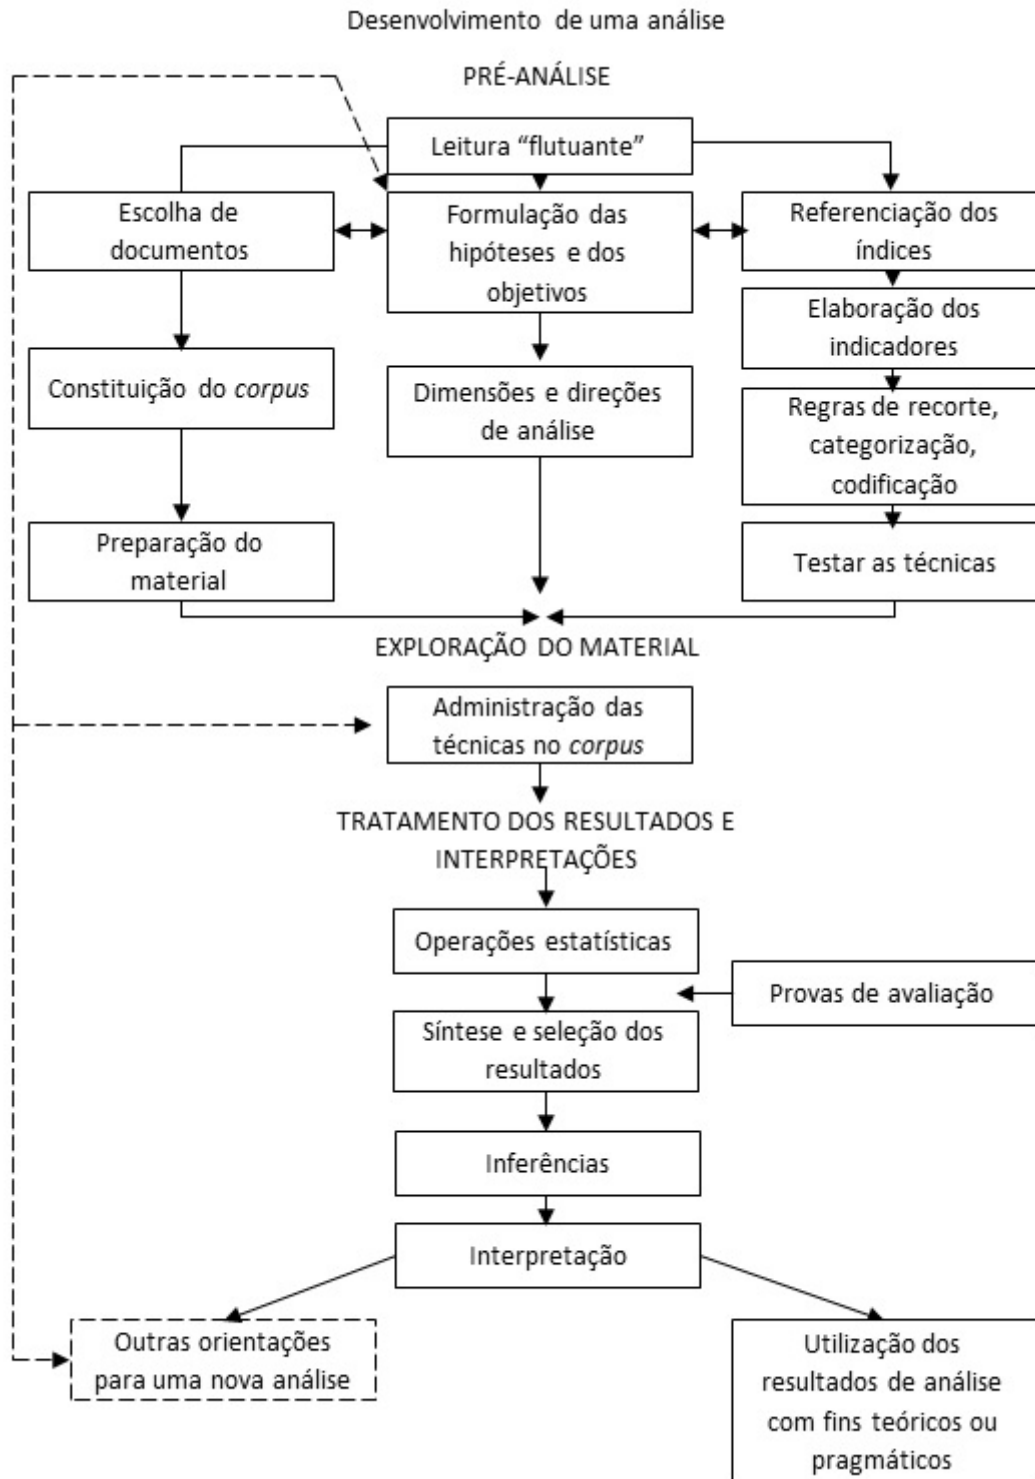 Desenvolvimento de uma análise
PRÉ-ANÁLISE
Leitura “flutuante”
Escolha de
documentos
Formulação das
hipóteses e dos
objetivos
Referenciação dos
índices
Elaboração dos
indicadores
Constituição do corpus
Dimensões e direções
de análise
Regras de recorte,
categorização,
codificação
Preparação do
material
Testar as técnicas
EXPLORAÇÃO DO MATERIAL
Administração das
técnicas no corpus
TRATAMENTO DOS RESULTADOS E
INTERPRETAÇÕES
Operações estatísticas
Provas de avaliação
Síntese e seleção dos
resultados
Inferências
Interpretação
Outras orientações
para uma nova análise
Utilização dos
resultados de análise
com fins teóricos ou
pragmáticos